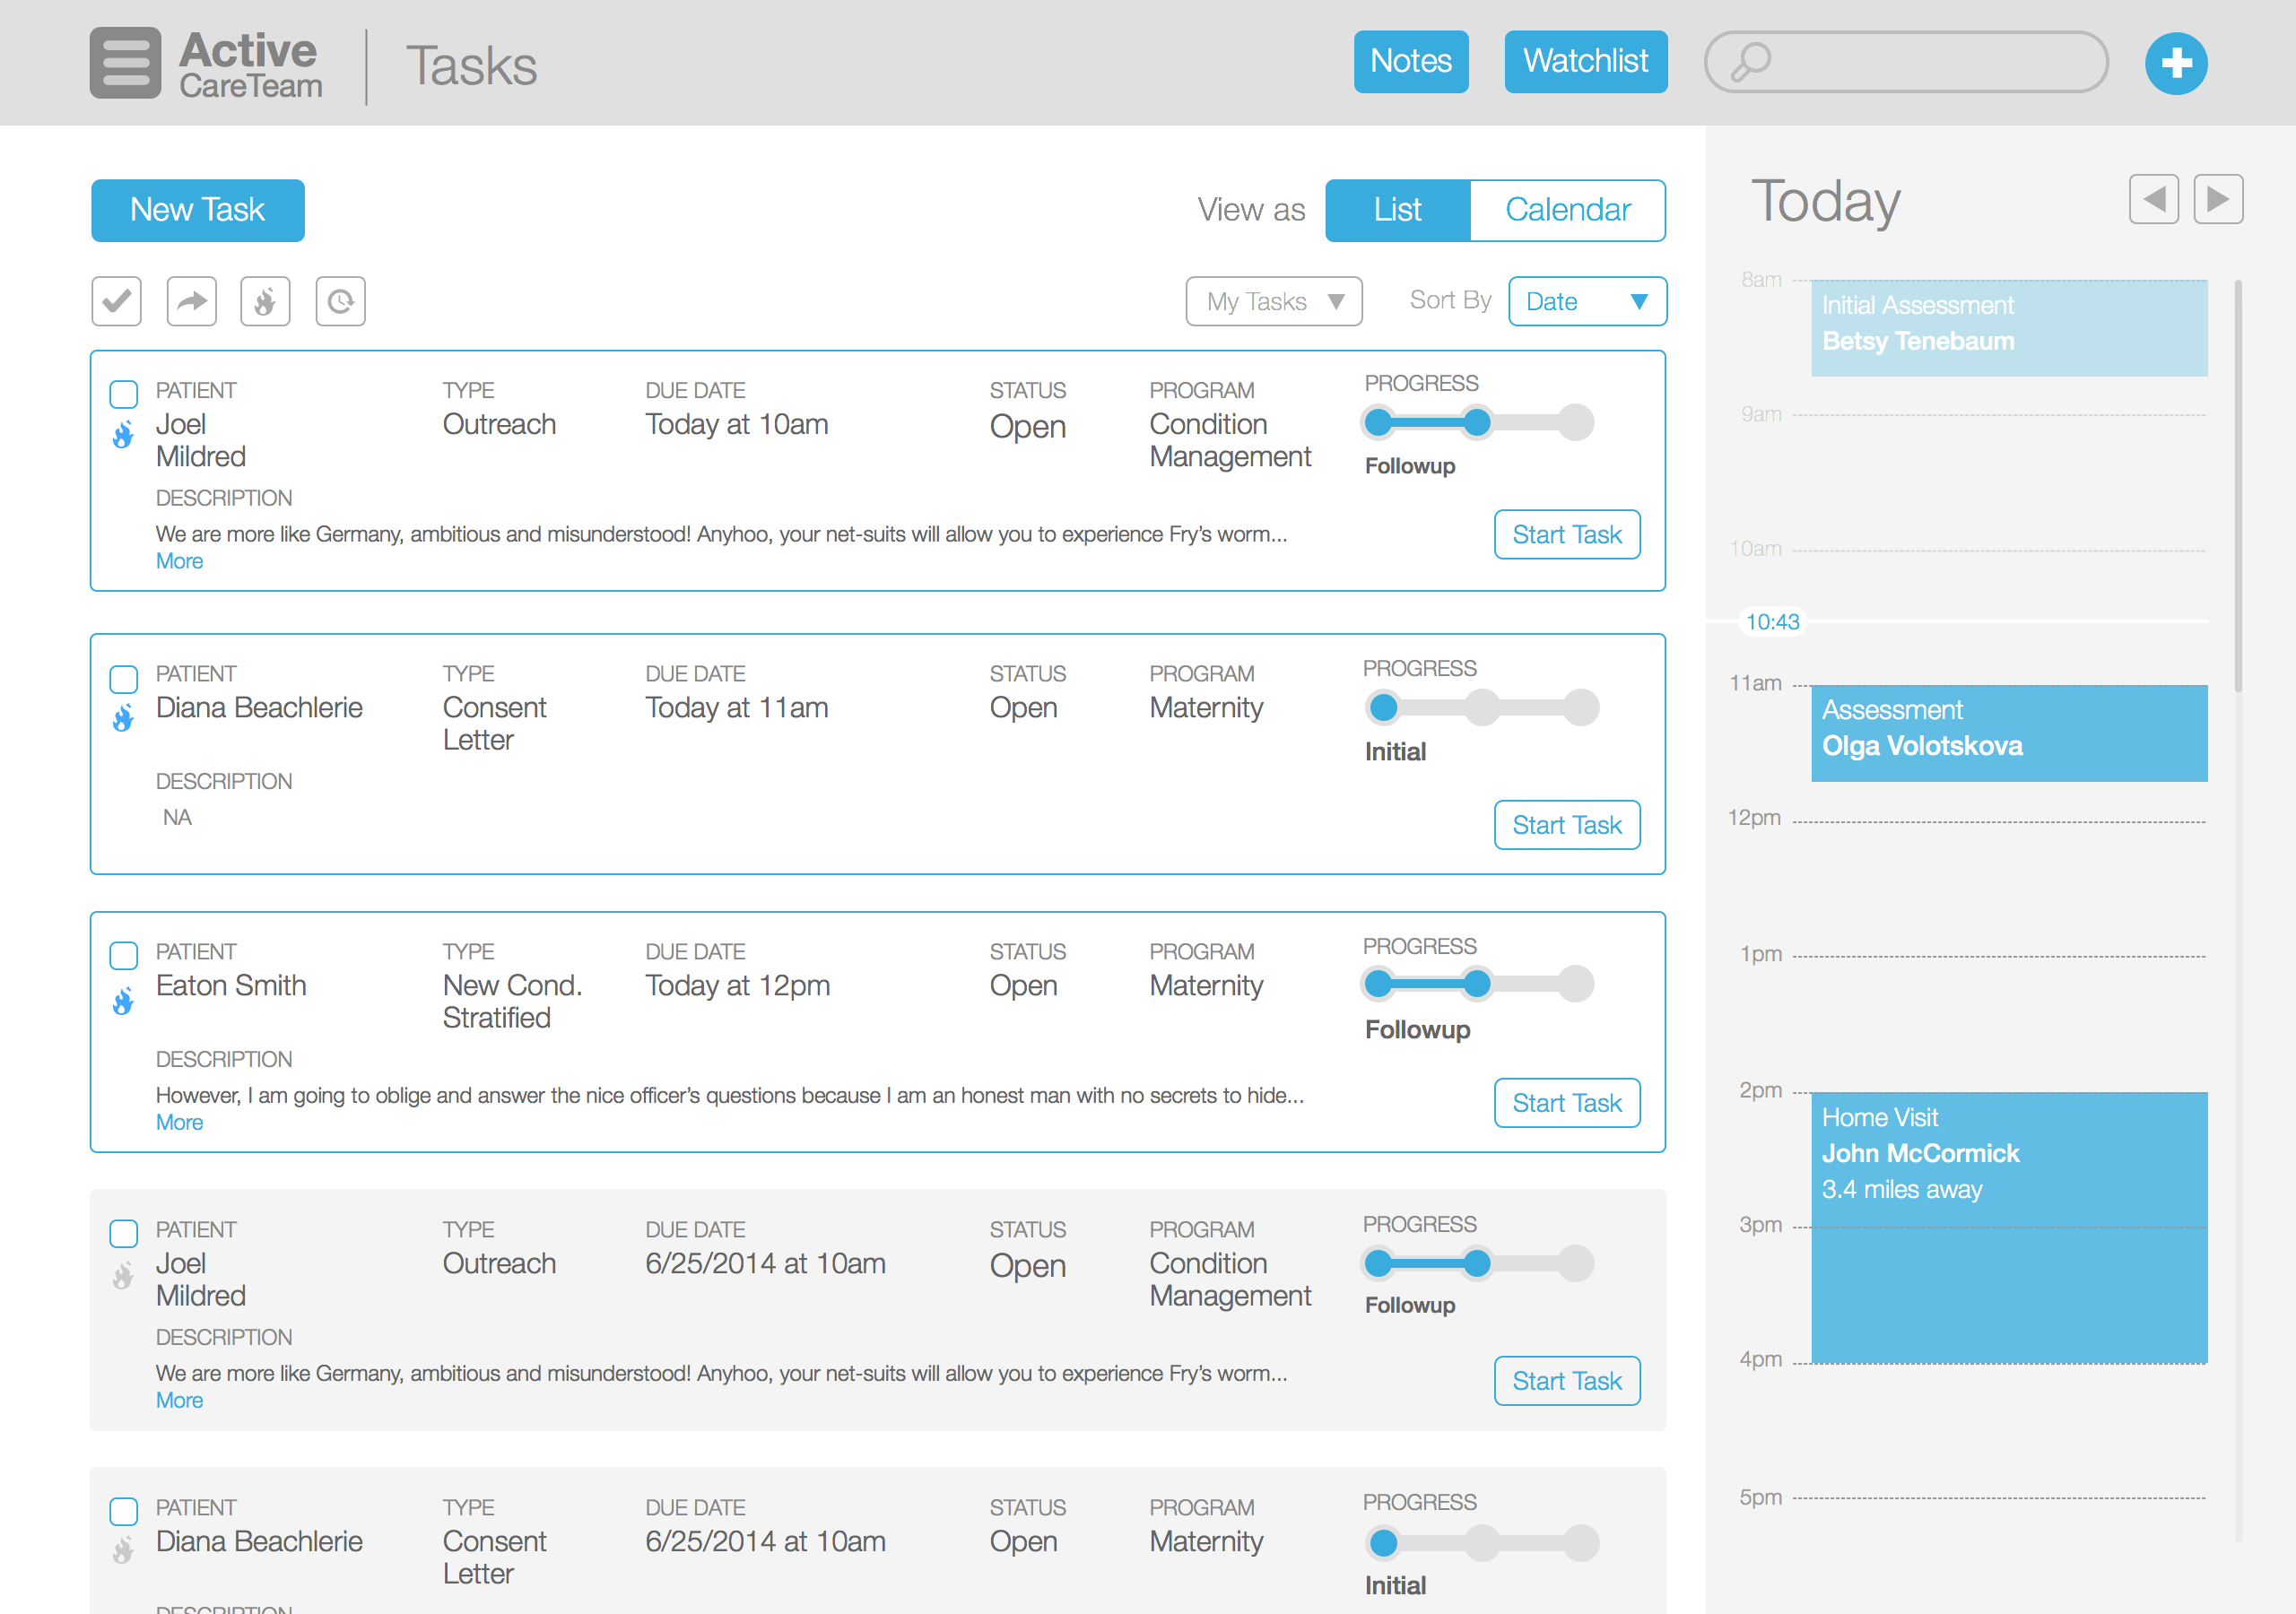 Active
CareTeam
Tasks
Notes
Watchlist
New Task
View as
List
Calendar
My Tasks
Sort By
Date
PATIENT
TYPE
DUE DATE
STATUS
PROGRAM
PROGRESS
Joel
Mildred
Outreach
Today at 10am
Open
Condition
Management
Followup
DESCRIPTION
We are more like Germany, ambitious and misunderstood! Anyhoo, your net-suits will allow you to experience Fry's worm...
More
Start Task
PATIENT
TYPE
DUE DATE
STATUS
PROGRAM
PROGRESS
Diana Beachlerie
Consent
Letter
Today at 11am
Open
Maternity
Initial
DESCRIPTION
NA
Start Task
PATIENT
TYPE
DUE DATE
STATUS
PROGRAM
PROGRESS
Eaton Smith
New Cond.
Stratified
Today at 12pm
Open
Maternity
Followup
DESCRIPTION
However, I am going to oblige and answer the nice officer's questions because I am an honest man with no secrets to hide...
More
Start Task
PATIENT
TYPE
DUE DATE
STATUS
PROGRAM
PROGRESS
Joel
Mildred
Outreach
6/25/2014 at 10am
Open
Condition
Management
Followup
DESCRIPTION
We are more like Germany, ambitious and misunderstood! Anyhoo, your net-suits will allow you to experience Fry's worm...
More
Start Task
PATIENT
TYPE
DUE DATE
STATUS
PROGRAM
PROGRESS
Diana Beachlerie
Consent
Letter
6/25/2014 at 10am
Open
Maternity
Initial
DESCRIPTION
Today
8am
Initial Assessment
Betsy Tenebaum
9am
10am
10:43
11am
Assessment
Olga Volotskova
12pm
1pm
2pm
Home Visit
John McCormick
3.4 miles away
3pm
4pm
5pm